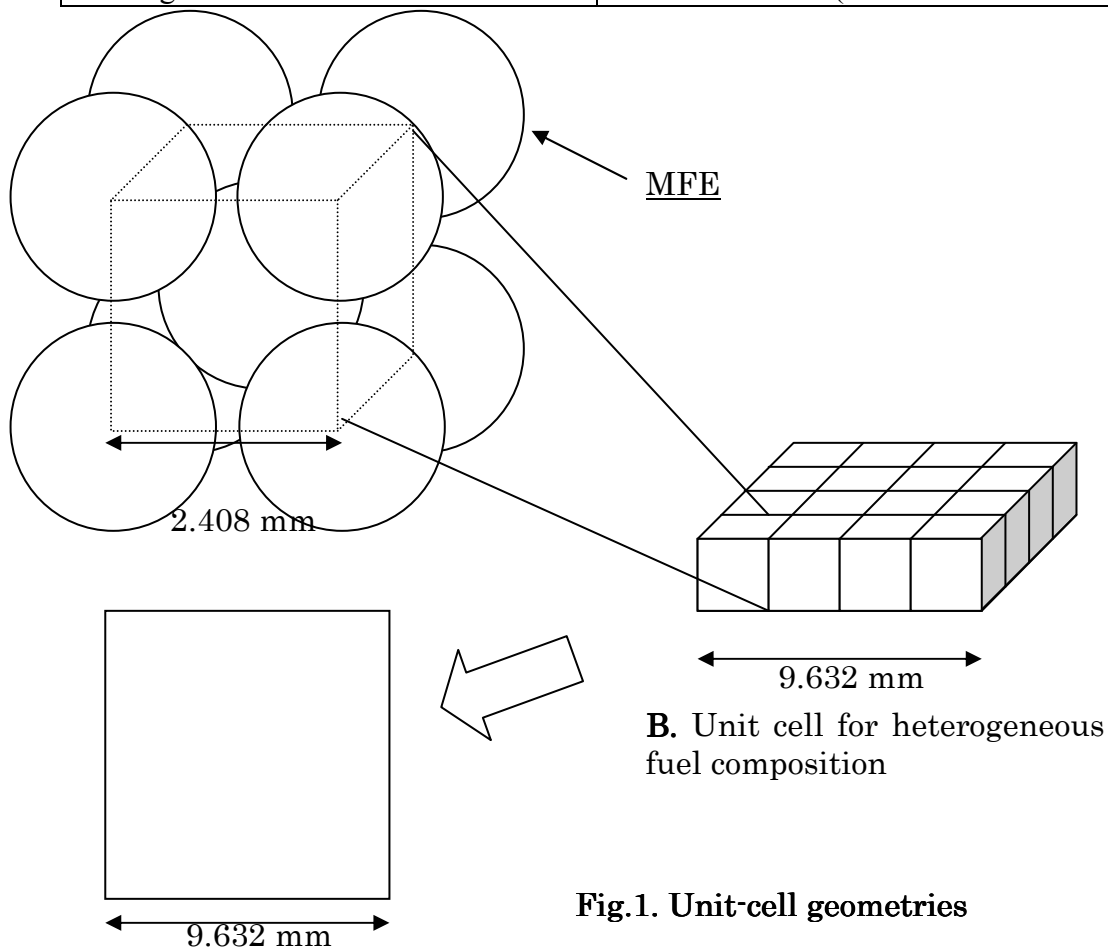 MFE
2.408 mm
9.632 mm
B. Unit cell for heterogeneous
fuel composition
Fig.1. Unit-cell geometries
9.632 mm